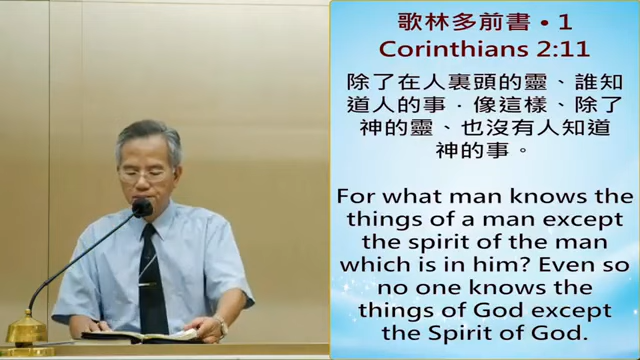 歌林多前書 • 1
Corinthians 2:11
除了在人裏頭的靈、誰知
道人的事．像這樣、除了
神的靈、也沒有人知道
神的事。
For what man knows the
things of a man except
the spirit of the man
which is in him? Even so
no one knows the
things of God except
the Spirit of God.